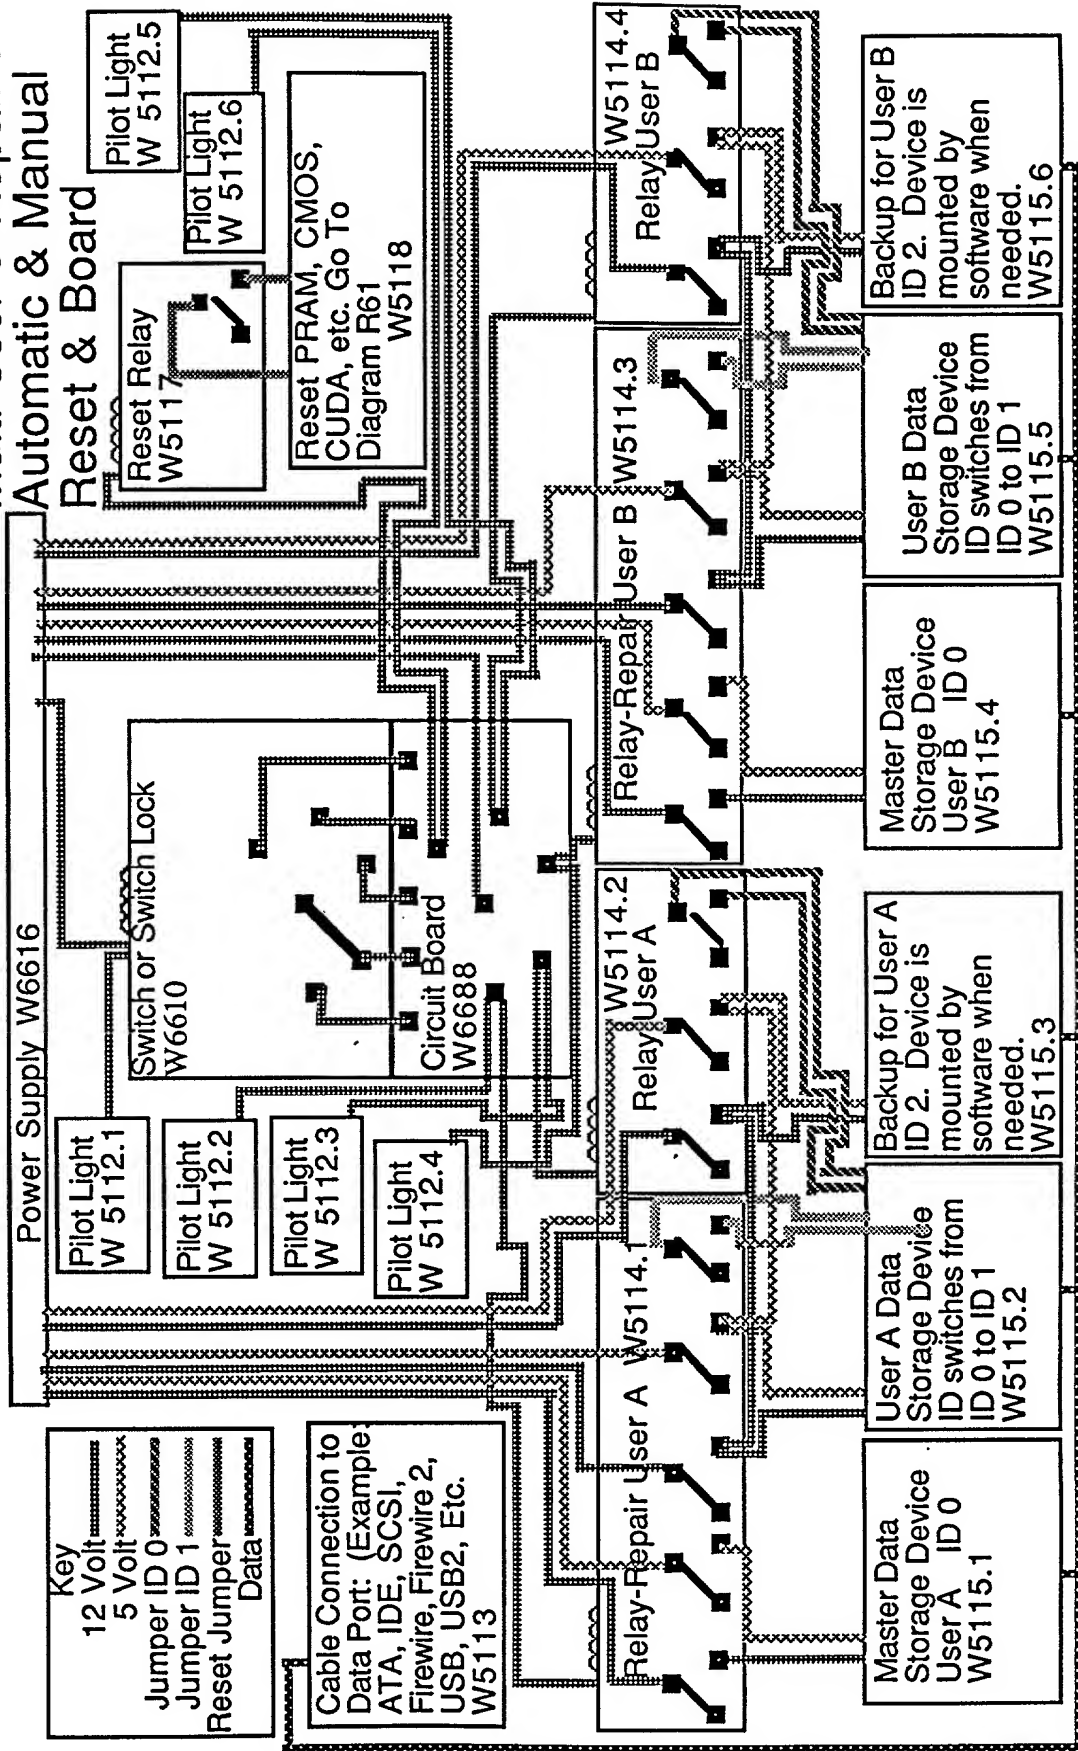 Automatic & Manual
Reset & Board
Power Supply W6616
Key
12 Volt
5 Volt
Jumper ID 0
Jumper ID 1
Reset Jumper
Data
Cable Connection to
Data Port: (Example:
ATA, IDE, SCSI,
Firewire, Firewire 2,
USB, USB2, Etc.
W5113
Pilot Light
W 5112.1
Pilot Light
W 5112.2
Pilot Light
W 5112.3
Pilot Light
W 5112.4
Switch or Switch Lock
W6610
Circuit Board
W6688
Reset Relay
W5117
Pilot Light
W 5112.5
Pilot Light
W 5112.6
Reset PRAM, CMOS,
CUDA, etc. Go To
Diagram R61
W5118
Relay-Repair User A W5114.1
W5114.2
Relay User A
Relay-Repair User B W5114.3
W5114.4
Relay User B
Master Data
Storage Device
User A ID 0
W5115.1
User A Data
Storage Device
ID switches from
ID 0 to ID 1
W5115.2
Backup for User A
ID 2. Device is
mounted by
software when
needed.
W5115.3
Master Data
Storage Device
User B ID 0
W5115.4
User B Data
Storage Device
ID switches from
ID 0 to ID 1
W5115.5
Backup for User B
ID 2. Device is
mounted by
software when
needed.
W5115.6